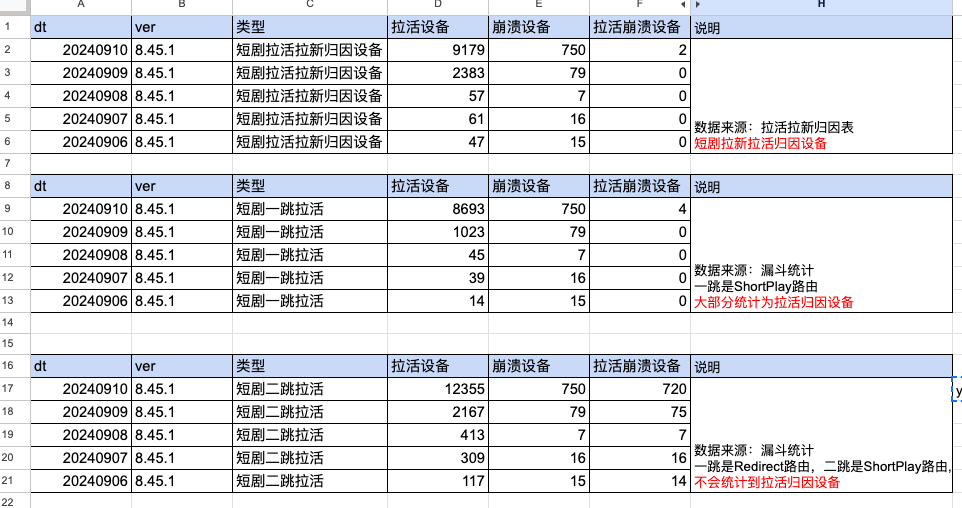 A B C D E F H
1 dt ver 类型 拉活设备 崩溃设备 拉活崩溃设备 说明
2 20240910 8.45.1 短剧拉活拉新归因设备 9179 750 2
3 20240909 8.45.1 短剧拉活拉新归因设备 2383 79 0
4 20240908 8.45.1 短剧拉活拉新归因设备 57 7 0
5 20240907 8.45.1 短剧拉活拉新归因设备 61 16 0
数据来源：拉活拉新归因表
6 20240906 8.45.1 短剧拉活拉新归因设备 47 15 0
短剧拉新拉活归因设备
7
8 dt ver 类型 拉活设备 崩溃设备 拉活崩溃设备 说明
9 20240910 8.45.1 短剧一跳拉活 8693 750 4
10 20240909 8.45.1 短剧一跳拉活 1023 79 0
11 20240908 8.45.1 短剧一跳拉活 45 7 0
数据来源：漏斗统计
12 20240907 8.45.1 短剧一跳拉活 39 16 0
一跳是ShortPlay路由
13 20240906 8.45.1 短剧一跳拉活 14 15 0
大部分统计为拉活归因设备
14
15
16 dt ver 类型 拉活设备 崩溃设备 拉活崩溃设备 说明
17 20240910 8.45.1 短剧二跳拉活 12355 750 720 y
18 20240909 8.45.1 短剧二跳拉活 2167 79 75
19 20240908 8.45.1 短剧二跳拉活 413 7 7
数据来源：漏斗统计
20 20240907 8.45.1 短剧二跳拉活 309 16 16
一跳是Redirect路由，二跳是ShortPlay路由，
21 20240906 8.45.1 短剧二跳拉活 117 15 14
不会统计到拉活归因设备
22